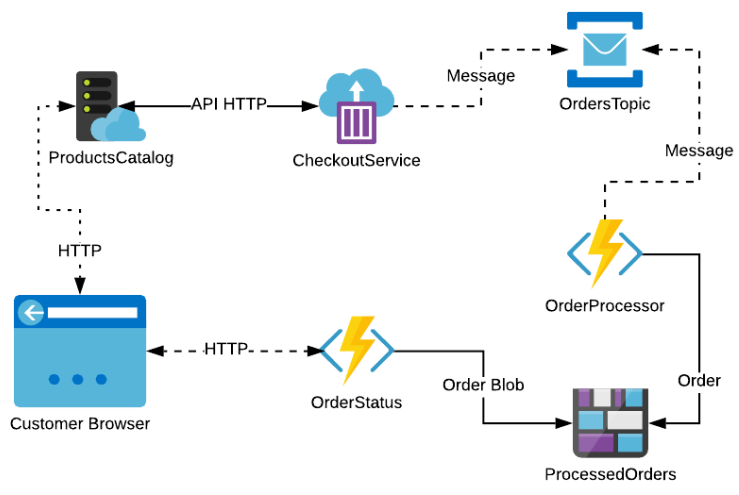 Message
OrdersTopic
API HTTP
ProductsCatalog
CheckoutService
Message
HTTP
OrderProcessor
HTTP
Order Blob
Order
OrderStatus
Customer Browser
ProcessedOrders